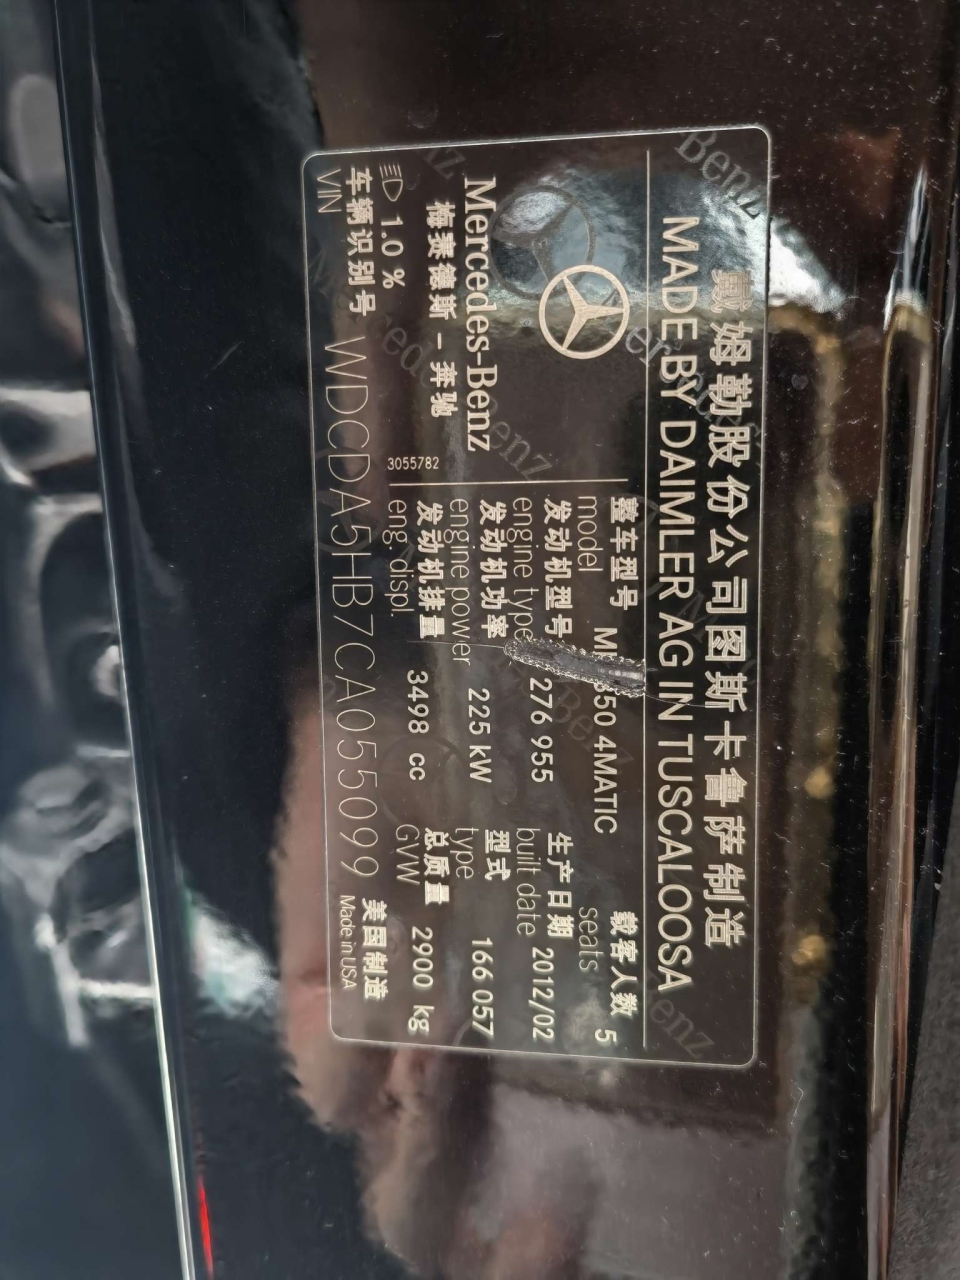 戴姆勒股份公司图斯卡鲁萨制造
MADE BY DAIMLER AG IN TUSCALOOSA
Mercedes-Benz
梅赛德斯-奔驰
1.0 %
3055782
整车型号 350 4MATIC
model
载客人数 5
seats
发动机型号 276 955
engine type
生产日期 2012/02
built date
发动机功率 225 kW
engine power
型式 166 057
type
发动机排量 3498 cc
eng. displ.
总质量 2900 kg
GVW
车辆识别号 WDCDA5HB7CA055099
VIN
美国制造
Made in USA